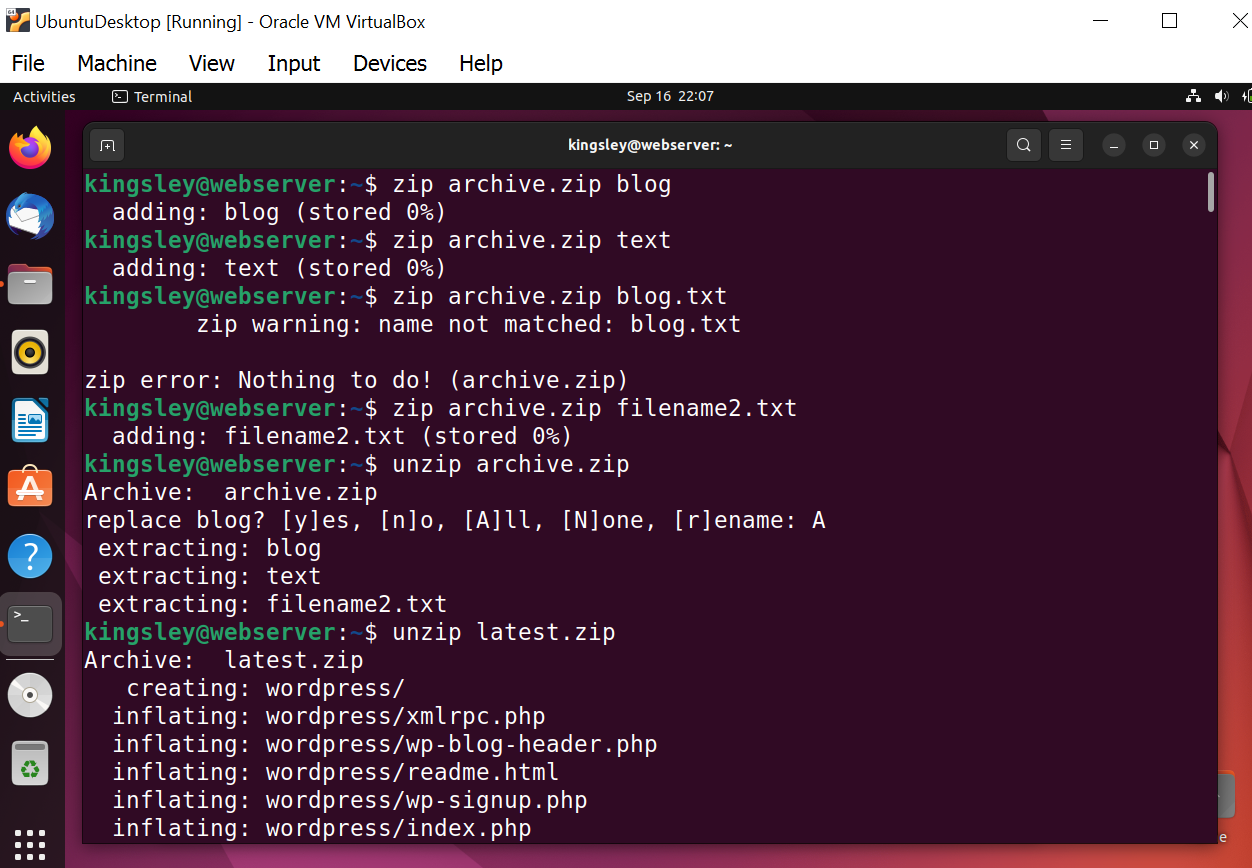 64
UbuntuDesktop [Running] - Oracle VM VirtualBox
File Machine View Input Devices Help
Activities Terminal Sep 16 22:07
kingsley@webserver: ~
kingsley@webserver:~$ zip archive.zip blog
  adding: blog (stored 0%)
kingsley@webserver:~$ zip archive.zip text
  adding: text (stored 0%)
kingsley@webserver:~$ zip archive.zip blog.txt
        zip warning: name not matched: blog.txt

zip error: Nothing to do! (archive.zip)
kingsley@webserver:~$ zip archive.zip filename2.txt
  adding: filename2.txt (stored 0%)
kingsley@webserver:~$ unzip archive.zip
Archive:  archive.zip
replace blog? [y]es, [n]o, [A]ll, [N]one, [r]ename: A
 extracting: blog
 extracting: text
 extracting: filename2.txt
kingsley@webserver:~$ unzip latest.zip
Archive:  latest.zip
   creating: wordpress/
  inflating: wordpress/xmlrpc.php
  inflating: wordpress/wp-blog-header.php
  inflating: wordpress/readme.html
  inflating: wordpress/wp-signup.php
  inflating: wordpress/index.php